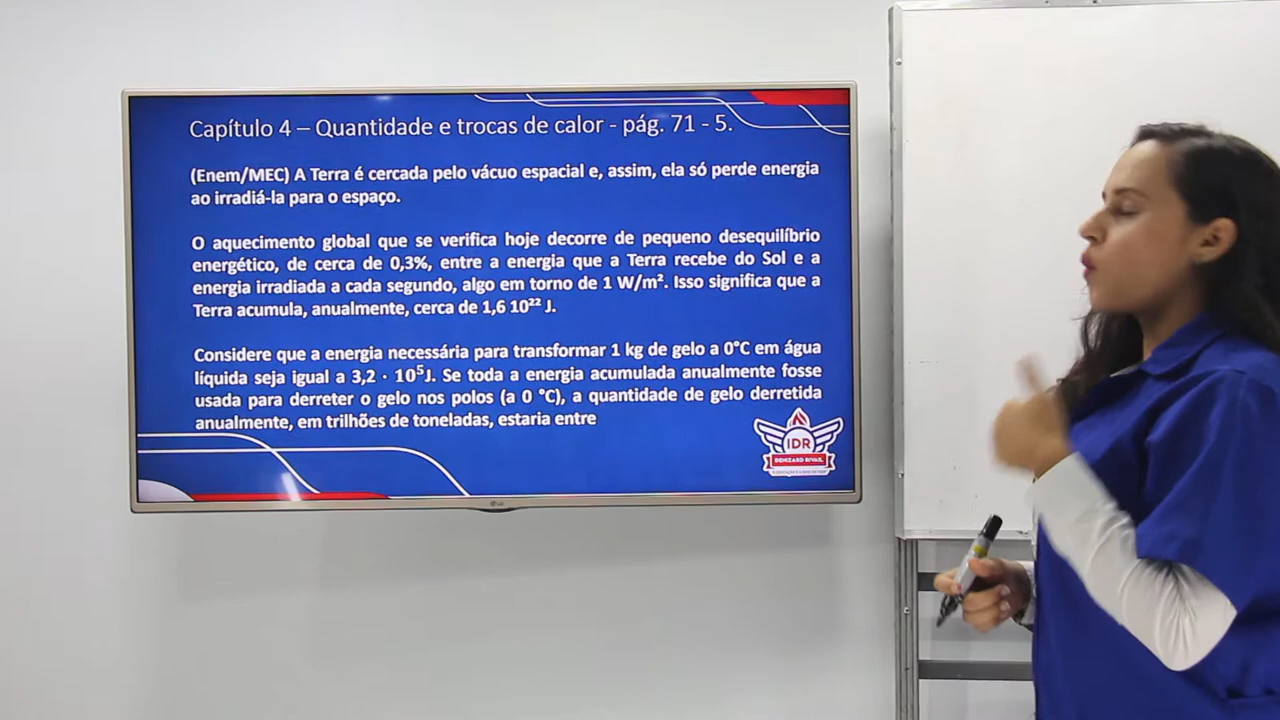 Capítulo 4 – Quantidade e trocas de calor - pág. 71 - 5.
(Enem/MEC) A Terra é cercada pelo vácuo espacial e, assim, ela só perde energia
ao irradiá-la para o espaço.
O aquecimento global que se verifica hoje decorre de pequeno desequilíbrio
energético, de cerca de 0,3%, entre a energia que a Terra recebe do Sol e a
energia irradiada a cada segundo, algo em torno de 1 W/m². Isso significa que a
Terra acumula, anualmente, cerca de 1,6 10²² J.
Considere que a energia necessária para transformar 1 kg de gelo a 0°C em água
líquida seja igual a 3,2 · 10⁵J. Se toda a energia acumulada anualmente fosse
usada para derreter o gelo nos polos (a 0 °C), a quantidade de gelo derretida
anualmente, em trilhões de toneladas, estaria entre
IDR
DENIZARD RIVAIL
LG